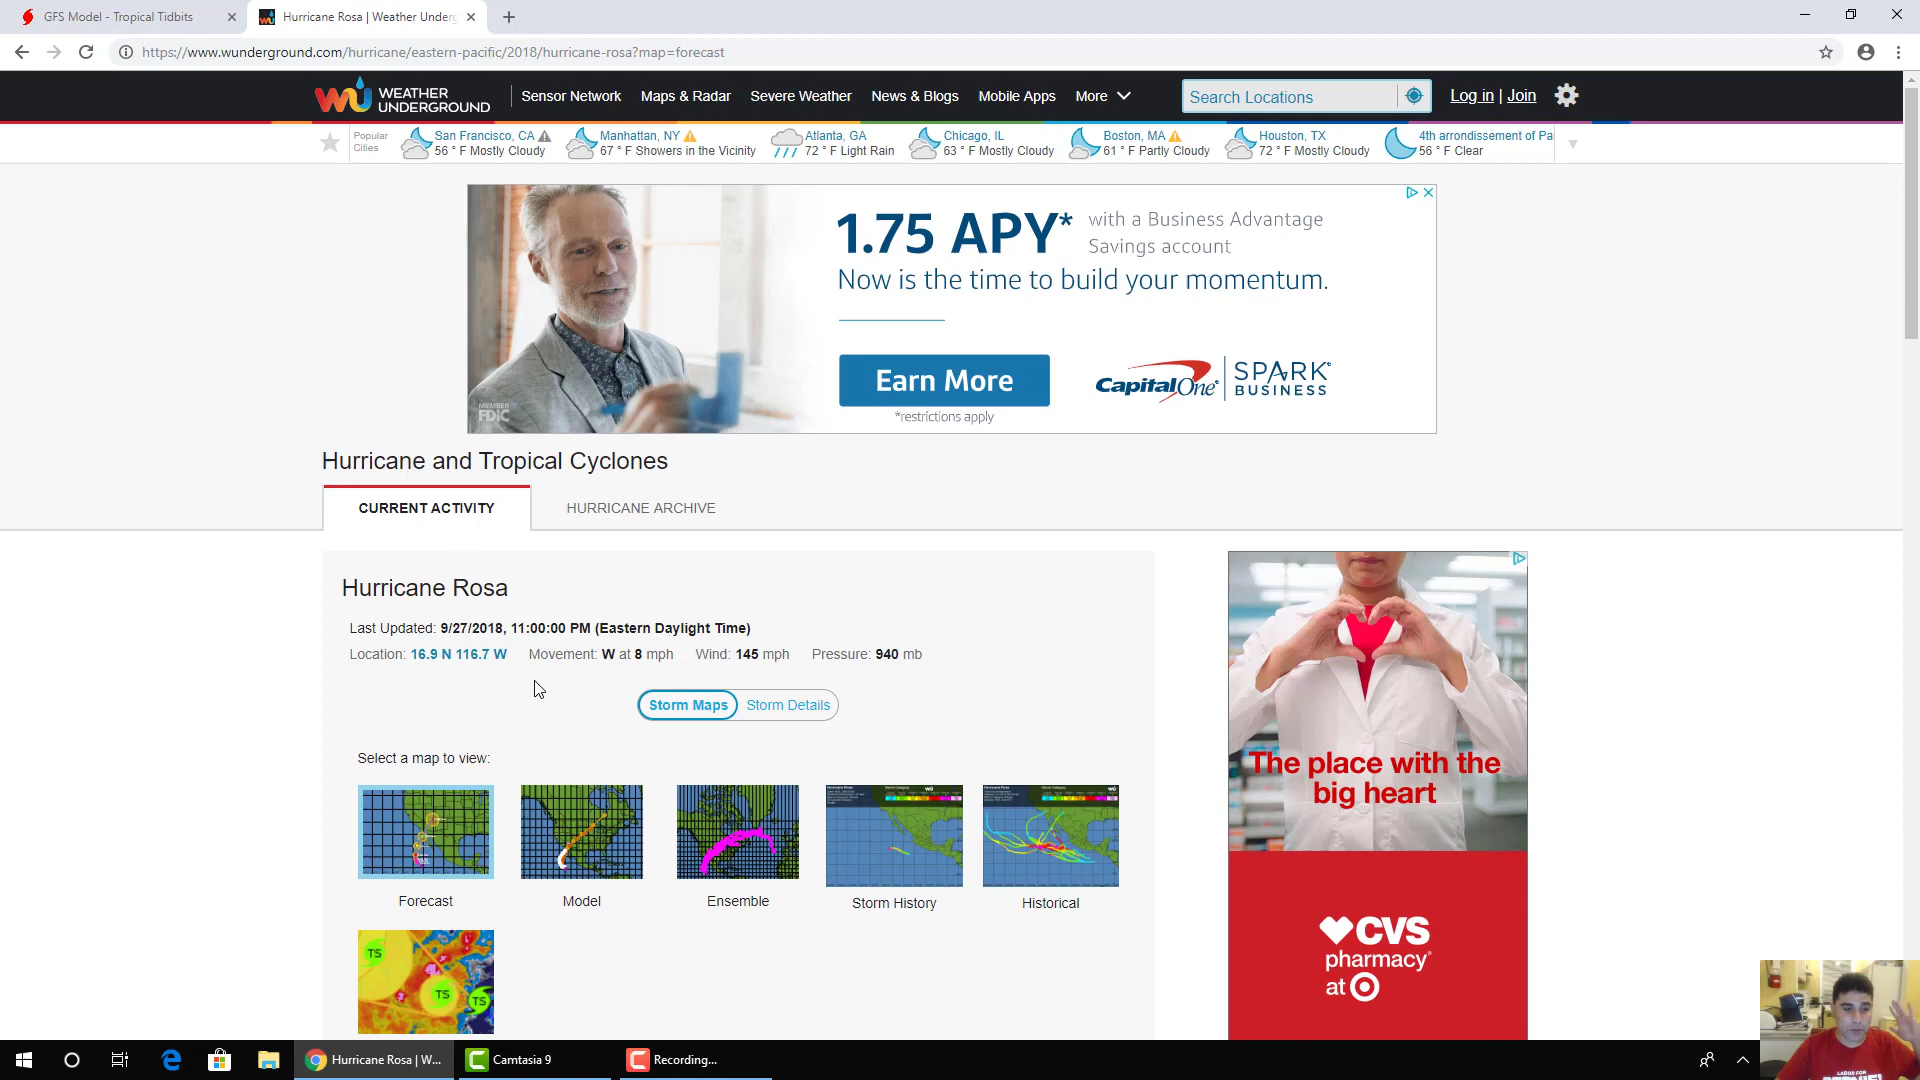 GFS Model - Tropical Tidbits
Hurricane Rosa | Weather Underg
https://www.wunderground.com/hurricane/eastern-pacific/2018/hurricane-rosa?map=forecast
WEATHER
UNDERGROUND
Sensor Network
Maps & Radar
Severe Weather
News & Blogs
Mobile Apps
More
Search Locations
Log in | Join
Popular
Cities
San Francisco, CA
56 ° F Mostly Cloudy
Manhattan, NY
67 ° F Showers in the Vicinity
Atlanta, GA
72 ° F Light Rain
Chicago, IL
63 ° F Mostly Cloudy
Boston, MA
61 ° F Partly Cloudy
Houston, TX
72 ° F Mostly Cloudy
4th arrondissement of Pa
56 ° F Clear
1.75 APY* with a Business Advantage
Savings account
Now is the time to build your momentum.
Earn More
*restrictions apply
Capital One
SPARK
BUSINESS
MEMBER
FDIC
Hurricane and Tropical Cyclones
CURRENT ACTIVITY
HURRICANE ARCHIVE
Hurricane Rosa
Last Updated: 9/27/2018, 11:00:00 PM (Eastern Daylight Time)
Location: 16.9 N 116.7 W Movement: W at 8 mph Wind: 145 mph Pressure: 940 mb
Storm Maps
Storm Details
Select a map to view:
Forecast
Model
Ensemble
Storm History
Historical
TS
TS
TS
The place with the
big heart
CVS
pharmacy
at
Hurricane Rosa | W...
Camtasia 9
Recording...